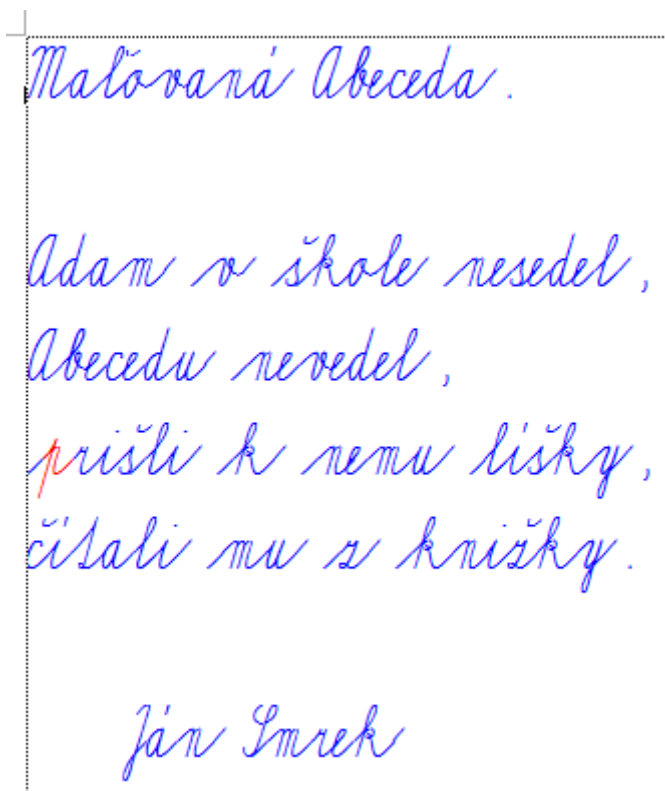 Maľovaná Abeceda.
Adam v škole nesedel,
Abecedu nevedel,
prišli k nemu líšky,
čítali mu z knižky.
Ján Smrek